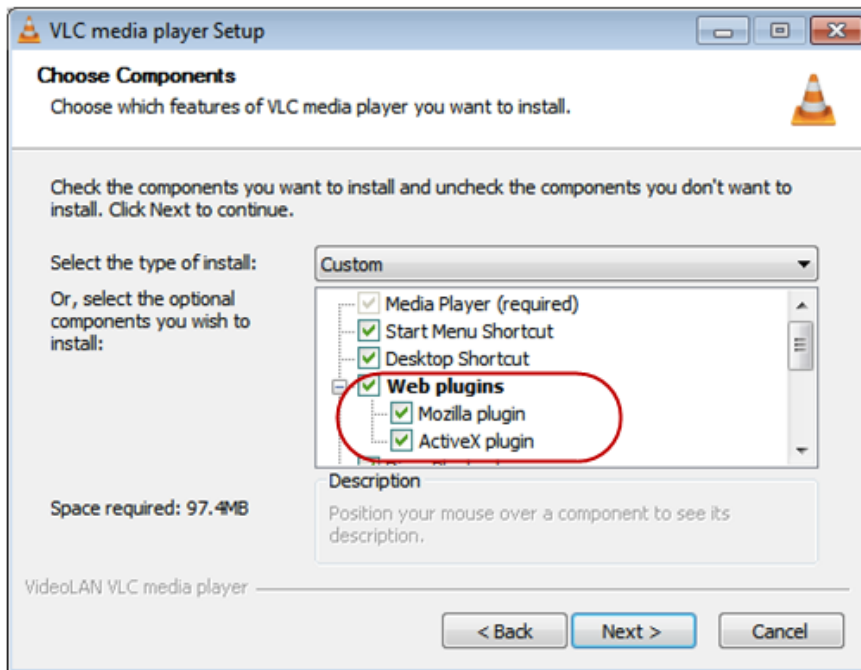 VLC media player Setup
Choose Components
Choose which features of VLC media player you want to install.
Check the components you want to install and uncheck the components you don't want to
install. Click Next to continue.
Select the type of install:
Custom
Or, select the optional
components you wish to
install:
Media Player (required)
Start Menu Shortcut
Desktop Shortcut
Web plugins
Mozilla plugin
ActiveX plugin
Space required: 97.4MB
Description
Position your mouse over a component to see its
description.
VideoLAN VLC media player
< Back
Next >
Cancel